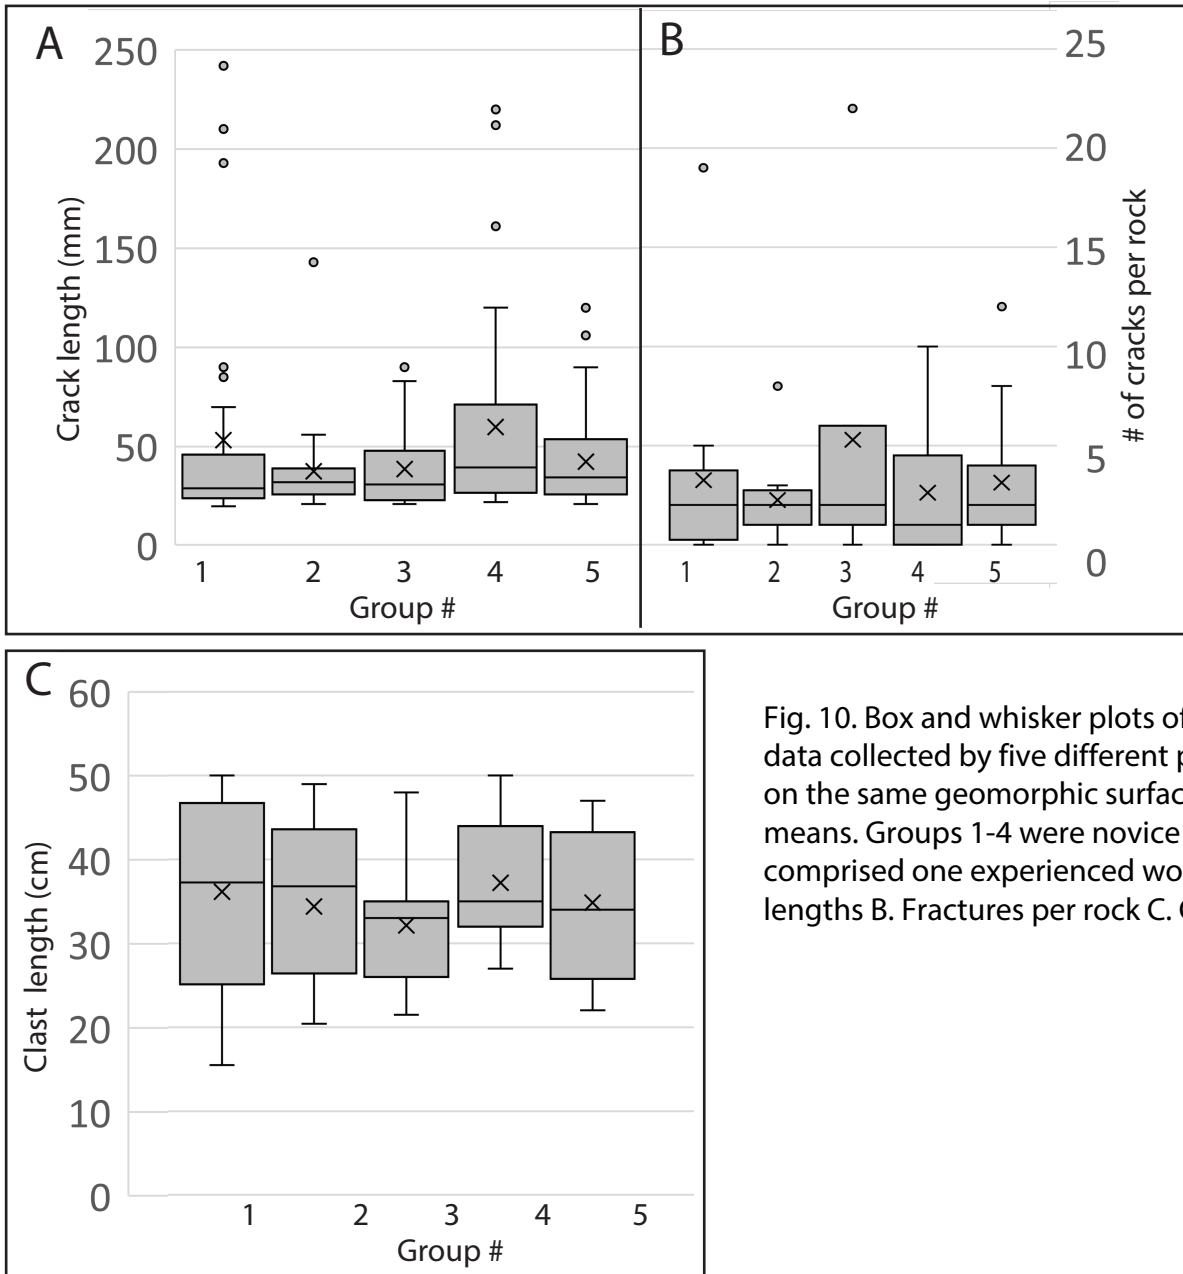 A
250
200
150
100
50
0
Crack length (mm)
1 2 3 4 5
Group #
B
25
20
15
10
5
0
# of cracks per rock
1 2 3 4 5
Group #
C
60
50
40
30
20
10
0
Clast length (cm)
1 2 3 4 5
Group #
Fig. 10. Box and whisker plots of
data collected by five different
on the same geomorphic
means. Groups 1-4 were novice
comprised one experienced
lengths B. Fractures per rock C.